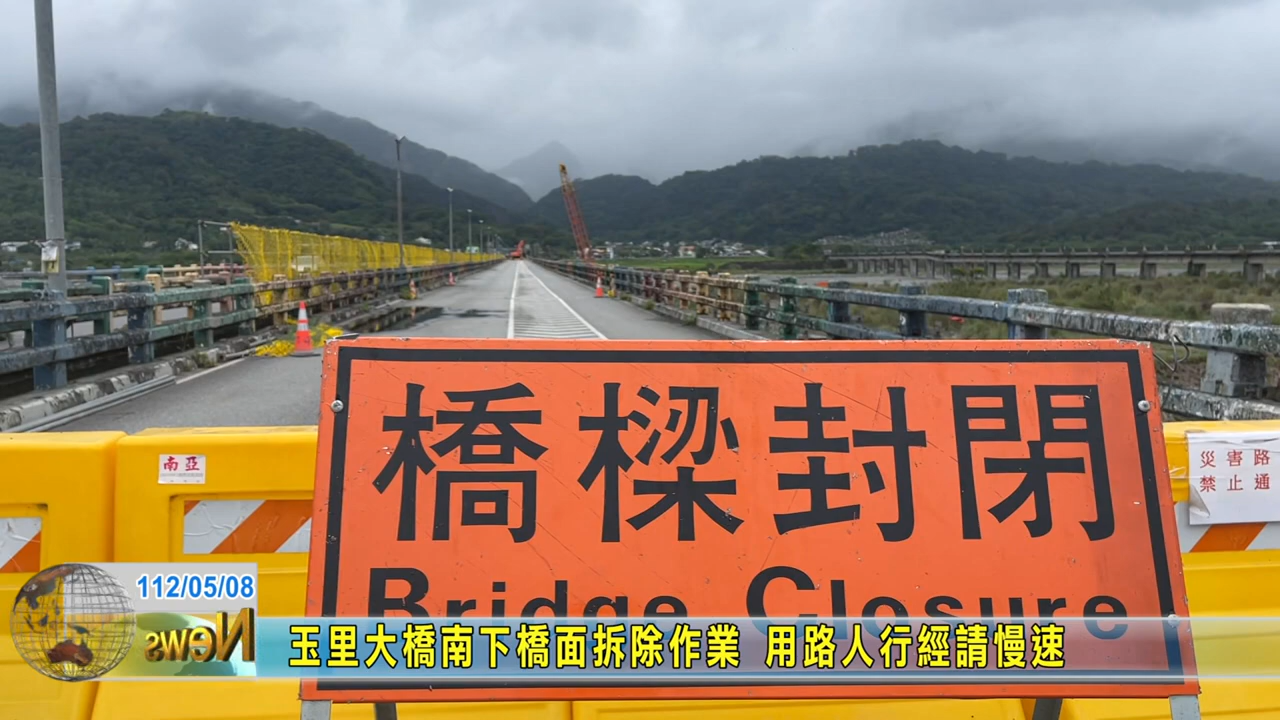 南亞
災害路
禁止通
橋樑封閉
Bridge Closure
112/05/08
News
玉里大橋南下橋面拆除作業 用路人行經請慢速